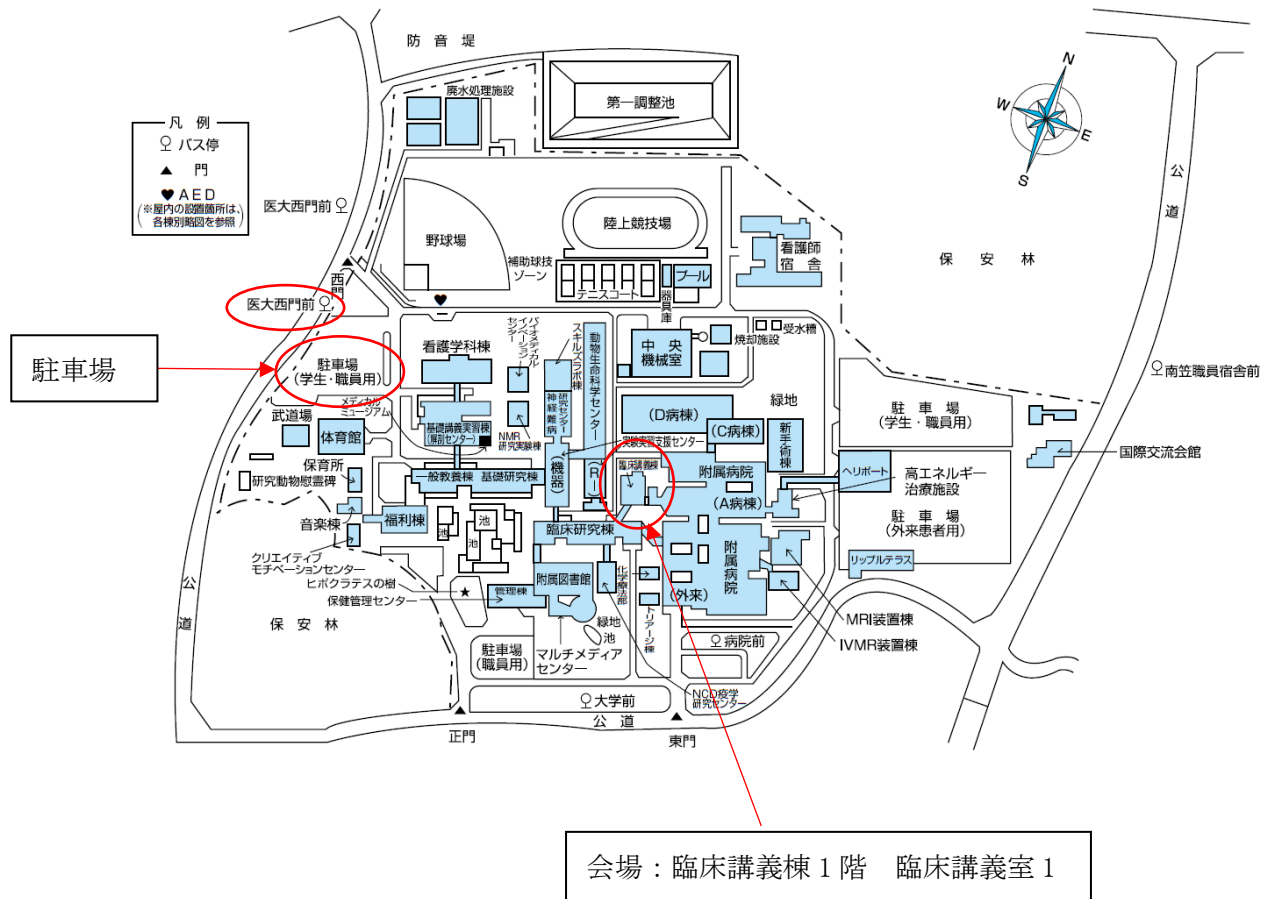 防音堤
廃水処理施設
第一調整池
N
W
E
S
凡例
バス停
▲ 門
♥ AED
(※屋内の設置箇所は、
各棟別略図を参照)
公道
医大西門前
野球場
陸上競技場
補助球技
ゾーン
テニスコート
器具庫
プール
看護師
宿舎
保安林
西門
♥
医大西門前
駐車場
駐車場
(学生・職員用)
看護学科棟
バイオメディカル
イノベーション
センター
スキルズラボ棟
動物生命科学センター
中央
機械室
焼却施設
受水槽
南笠職員宿舎前
メディカル
ミュージアム
武道場
体育館
基礎講義実習棟
(解剖センター)
NMR
研究実験棟
神経難病
研究センター
(機器)
実験実習支援センター
(RI)
(D病棟)
(C病棟)
緑地
新手術棟
駐車場
(学生・職員用)
国際交流会館
保育所
研究動物慰霊碑
一般教養棟
基礎研究棟
臨床講義棟
附属病院
(A病棟)
ヘリポート
高エネルギー
治療施設
駐車場
(外来患者用)
音楽棟
福利棟
池
池
池
臨床研究棟
クリエイティブ
モチベーションセンター
ヒポクラテスの樹
★
保健管理センター
管理棟
附属図書館
化学療法部
トリアージ棟
附属病院
(外来)
リップルテラス
MRI装置棟
IVMR装置棟
公道
保安林
駐車場
(職員用)
マルチメディア
センター
緑地
池
病院前
NCD疫学
研究センター
大学前
公道
▲
正門
▲
東門
会場：臨床講義棟1階　臨床講義室1